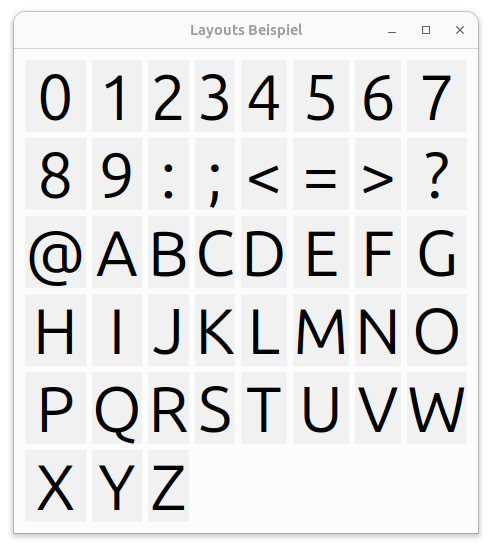 Layouts Beispiel
0 1 2 3 4 5 6 7
8 9 : ; < = > ?
@ A B C D E F G
H I J K L M N O
P Q R S T U V W
X Y Z